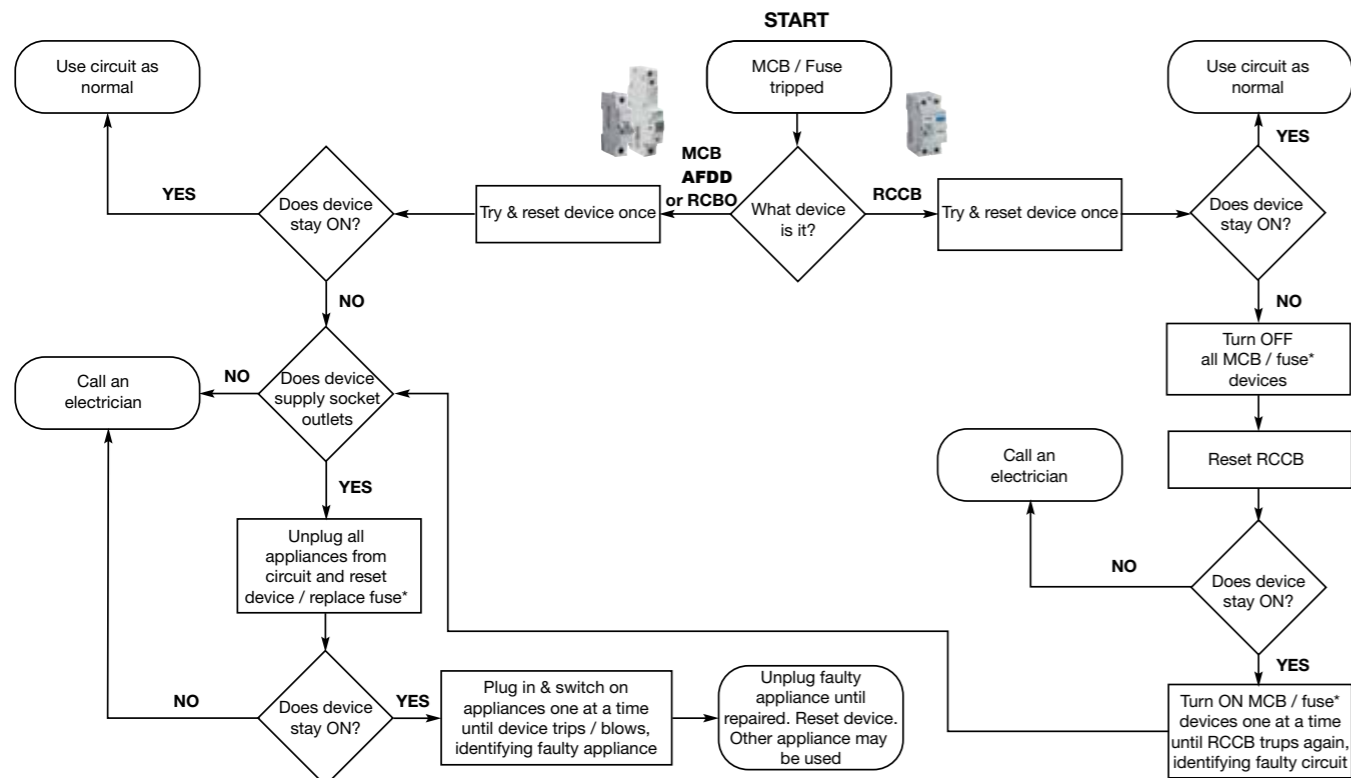 START
MCB / Fuse
tripped
Use circuit as
normal
Use circuit as
normal
MCB
AFDD
or RCBO
What device
is it?
RCCB
Try & reset device once
Does device
stay ON?
YES
NO
Try & reset device once
Does device
stay ON?
YES
NO
Does device
supply socket
outlets
NO
Call an
electrician
YES
Unplug all
appliances from
circuit and reset
device / replace fuse*
Does device
stay ON?
NO
YES
Plug in & switch on
appliances one at a time
until device trips / blows,
identifying faulty appliance
Unplug faulty
appliance until
repaired. Reset device.
Other appliance may
be used
Turn OFF
all MCB / fuse*
devices
Reset RCCB
Call an
electrician
NO
Does device
stay ON?
YES
Turn ON MCB / fuse*
devices one at a time
until RCCB trups again,
identifying faulty circuit